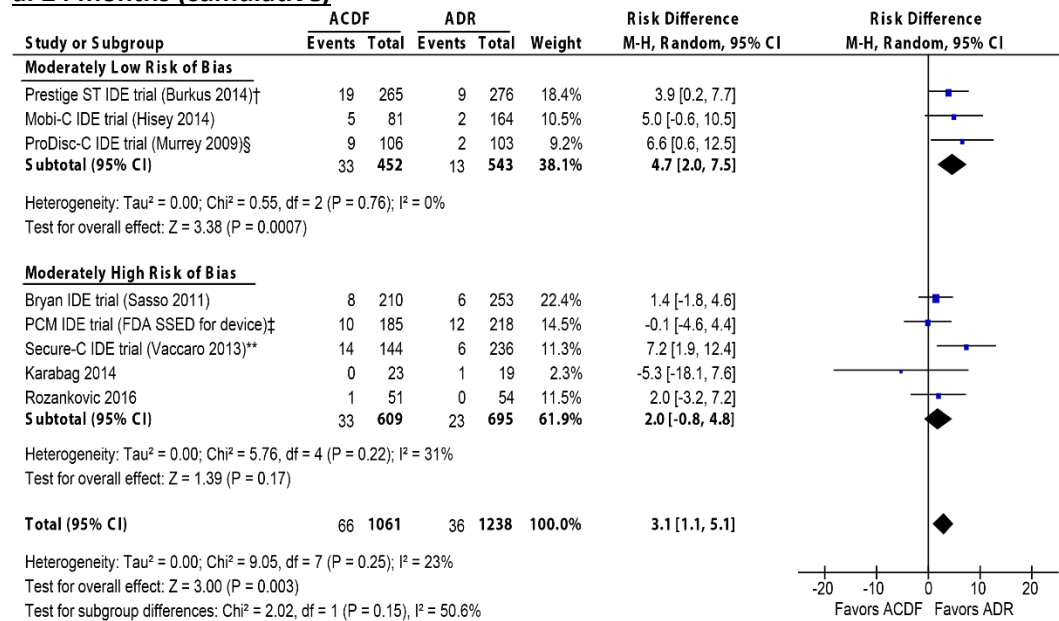 a. 24 months (cumulative)
ACDF ADR Risk Difference Risk Difference
Study or Subgroup Events Total Events Total Weight M-H, Random, 95% CI M-H, Random, 95% CI
Moderately Low Risk of Bias
Prestige ST IDE trial (Burkus 2014)† 19 265 9 276 18.4% 3.9 [0.2, 7.7]
Mobi-C IDE trial (Hisey 2014) 5 81 2 164 10.5% 5.0 [-0.6, 10.5]
ProDisc-C IDE trial (Murrey 2009)§ 9 106 2 103 9.2% 6.6 [0.6, 12.5]
Subtotal (95% CI) 33 452 13 543 38.1% 4.7 [2.0, 7.5]
Heterogeneity: Tau² = 0.00; Chi² = 0.55, df = 2 (P = 0.76); I² = 0%
Test for overall effect: Z = 3.38 (P = 0.0007)
Moderately High Risk of Bias
Bryan IDE trial (Sasso 2011) 8 210 6 253 22.4% 1.4 [-1.8, 4.6]
PCM IDE trial (FDA SSED for device)‡ 10 185 12 218 14.5% -0.1 [-4.6, 4.4]
Secure-C IDE trial (Vaccaro 2013)** 14 144 6 236 11.3% 7.2 [1.9, 12.4]
Karabag 2014 0 23 1 19 2.3% -5.3 [-18.1, 7.6]
Rozankovic 2016 1 51 0 54 11.5% 2.0 [-3.2, 7.2]
Subtotal (95% CI) 33 609 23 695 61.9% 2.0 [-0.8, 4.8]
Heterogeneity: Tau² = 0.00; Chi² = 5.76, df = 4 (P = 0.22); I² = 31%
Test for overall effect: Z = 1.39 (P = 0.17)
Total (95% CI) 66 1061 36 1238 100.0% 3.1 [1.1, 5.1]
Heterogeneity: Tau² = 0.00; Chi² = 9.05, df = 7 (P = 0.25); I² = 23%
Test for overall effect: Z = 3.00 (P = 0.003)
Test for subgroup differences: Chi² = 2.02, df = 1 (P = 0.15), I² = 50.6%
-20 -10 0 10 20
Favors ACDF Favors ADR